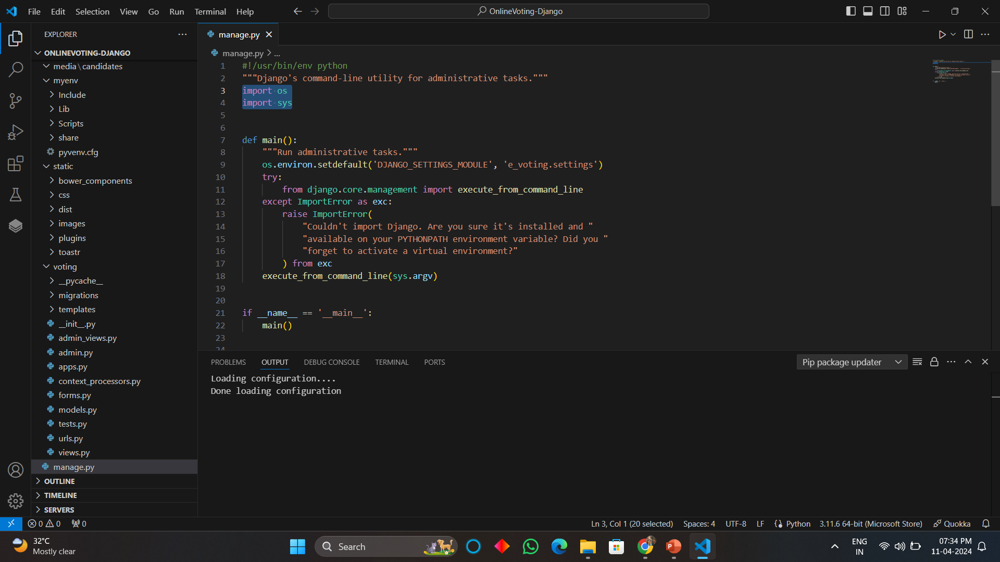 File Edit Selection View Go Run Terminal Help
OnlineVoting-Django
EXPLORER
ONLINEVOTING-DJANGO
media\candidates
myenv
Include
Lib
Scripts
share
pyvenv.cfg
static
bower_components
css
dist
images
plugins
toastr
voting
__pycache__
migrations
templates
__init__.py
admin_views.py
admin.py
apps.py
context_processors.py
forms.py
models.py
tests.py
urls.py
views.py
manage.py
OUTLINE
TIMELINE
SERVERS
manage.py
manage.py > ...
1 #!/usr/bin/env python
2 """Django's command-line utility for administrative tasks."""
3 import os
4 import sys
5
6
7 def main():
8 """Run administrative tasks."""
9 os.environ.setdefault('DJANGO_SETTINGS_MODULE', 'e_voting.settings')
10 try:
11 from django.core.management import execute_from_command_line
12 except ImportError as exc:
13 raise ImportError(
14 "Couldn't import Django. Are you sure it's installed and "
15 "available on your PYTHONPATH environment variable? Did you "
16 "forget to activate a virtual environment?"
17 ) from exc
18 execute_from_command_line(sys.argv)
19
20
21 if __name__ == '__main__':
22 main()
23
24
PROBLEMS OUTPUT DEBUG CONSOLE TERMINAL PORTS
Pip package updater
Loading configuration....
Done loading configuration
0 0 0
Ln 3, Col 1 (20 selected) Spaces: 4 UTF-8 LF Python 3.11.6 64-bit (Microsoft Store) Quokka
32°C
Mostly clear
Search
ENG
IN
07:34 PM
11-04-2024